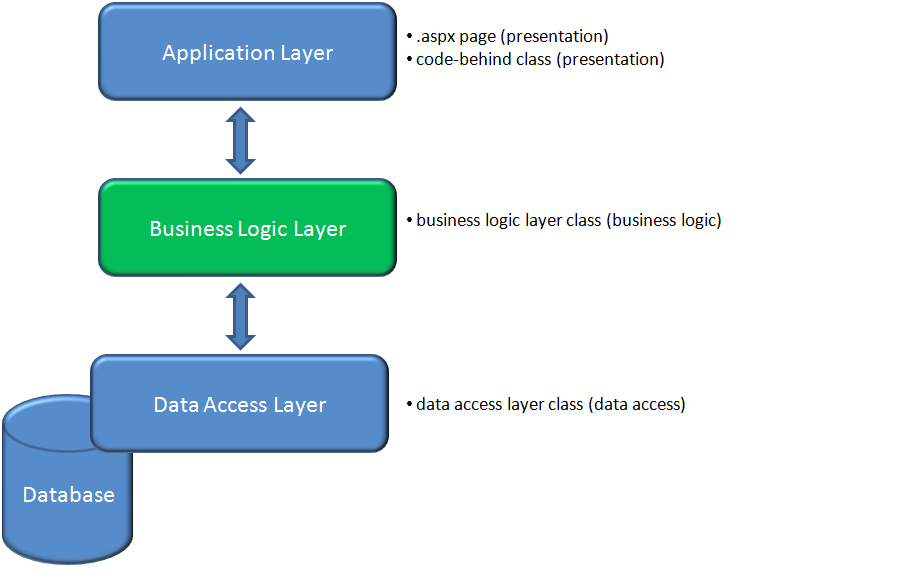 Application Layer
• .aspx page (presentation)
• code-behind class (presentation)
Business Logic Layer
• business logic layer class (business logic)
Data Access Layer
• data access layer class (data access)
Database